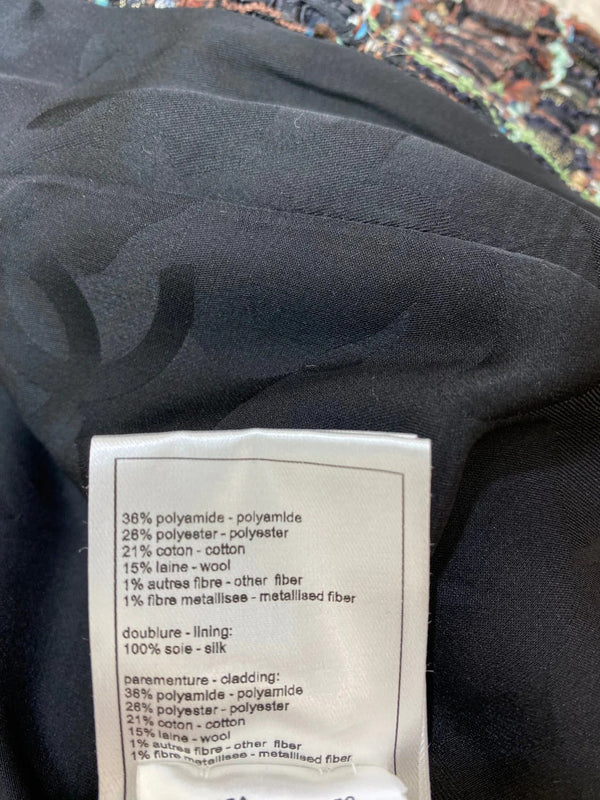 36% polyamide - polyamide
26% polyester - polyester
21% coton - cotton
15% laine - wool
1% autres fibre - other fiber
1% fibre metallisee - metallised fiber
doublure - lining:
100% soie - silk
parementure - cladding:
36% polyamide - polyamide
26% polyester - polyester
21% coton - cotton
15% laine - wool
1% autres fibre - other fiber
1% fibre metallisee - metallised fiber